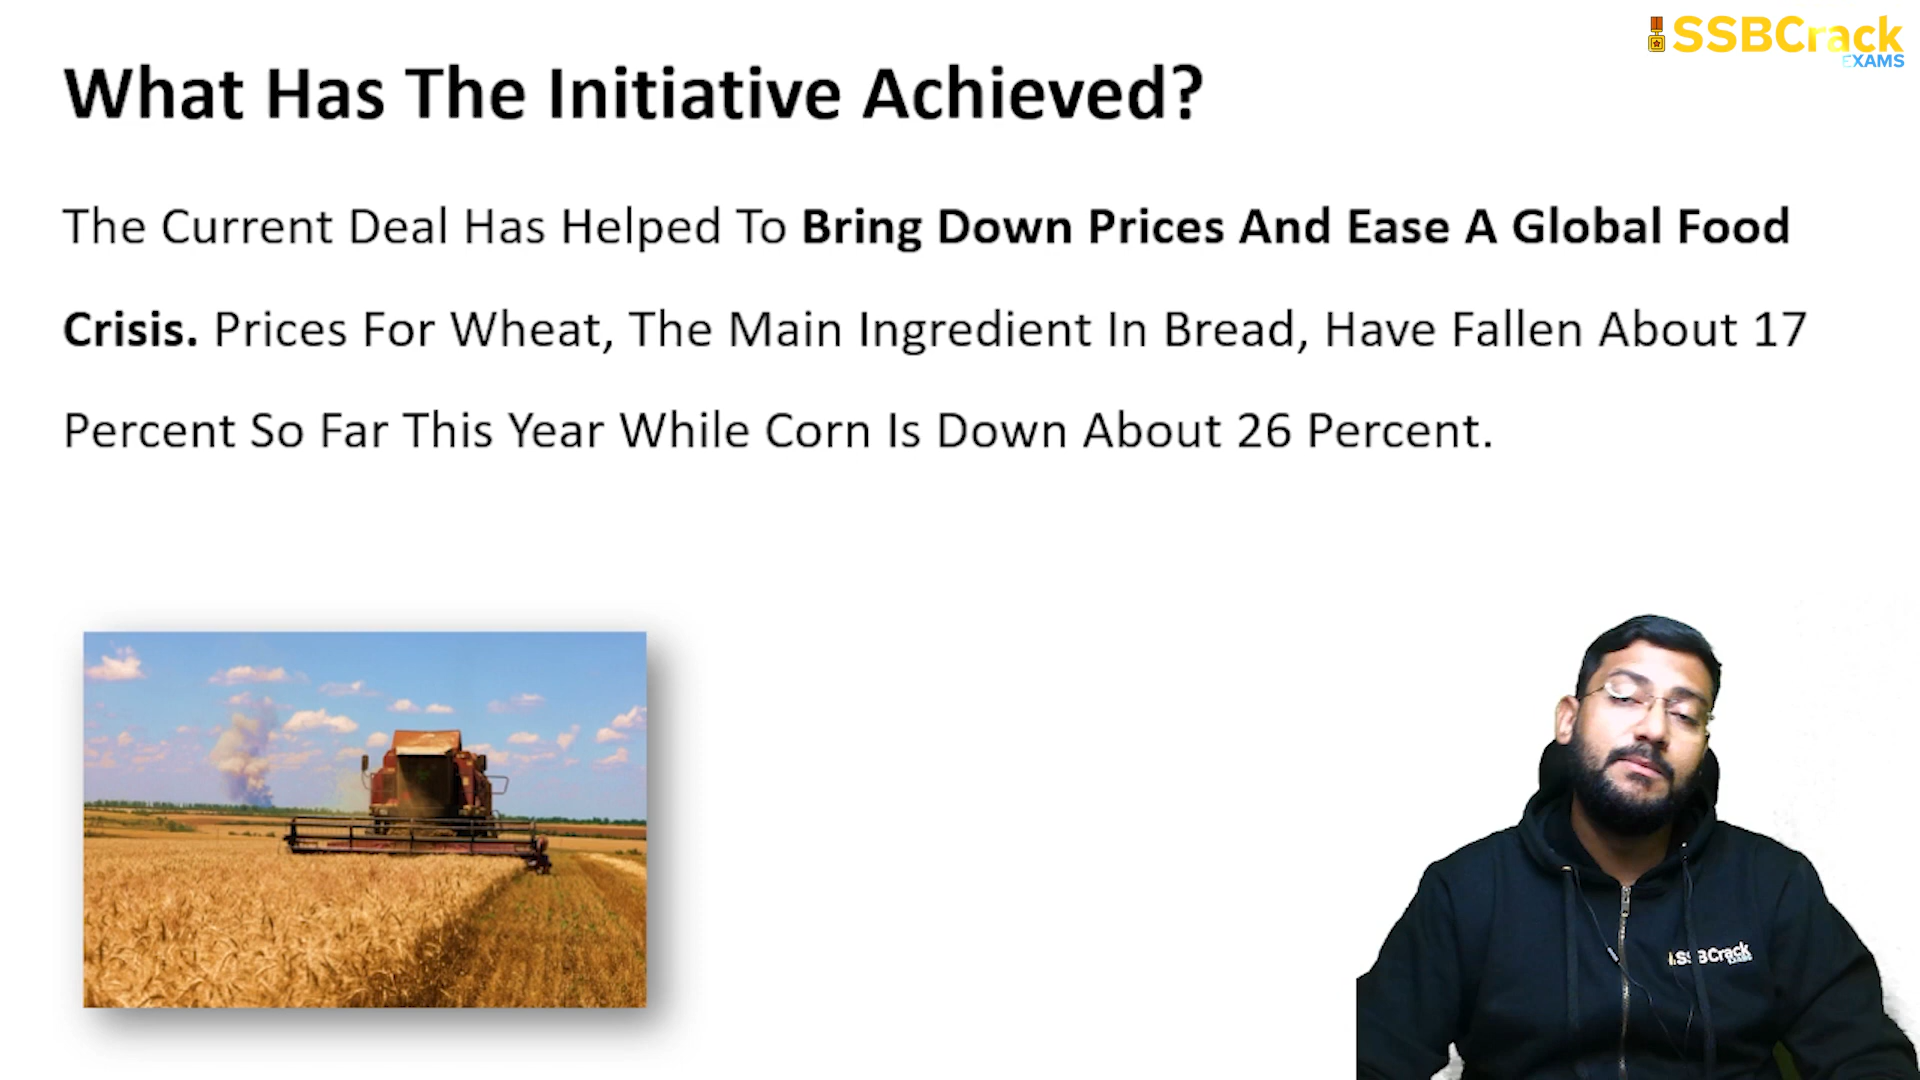 SSBCrack
EXAMS
What Has The Initiative Achieved?
The Current Deal Has Helped To Bring Down Prices And Ease A Global Food
Crisis. Prices For Wheat, The Main Ingredient In Bread, Have Fallen About 17
Percent So Far This Year While Corn Is Down About 26 Percent.
SSBCrack
EXAMS